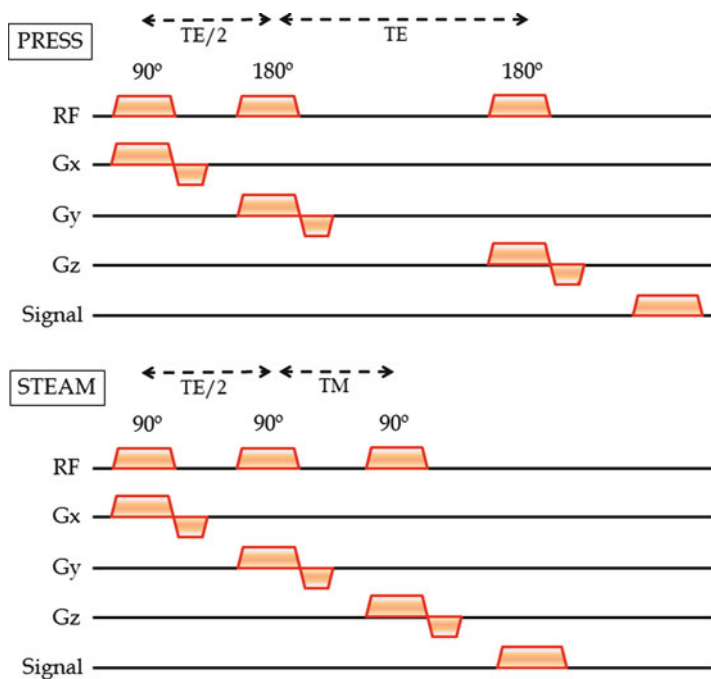 TE/2 TE
PRESS
90º 180º 180º
RF
Gx
Gy
Gz
Signal
TE/2 TM
STEAM
90º 90º 90º
RF
Gx
Gy
Gz
Signal